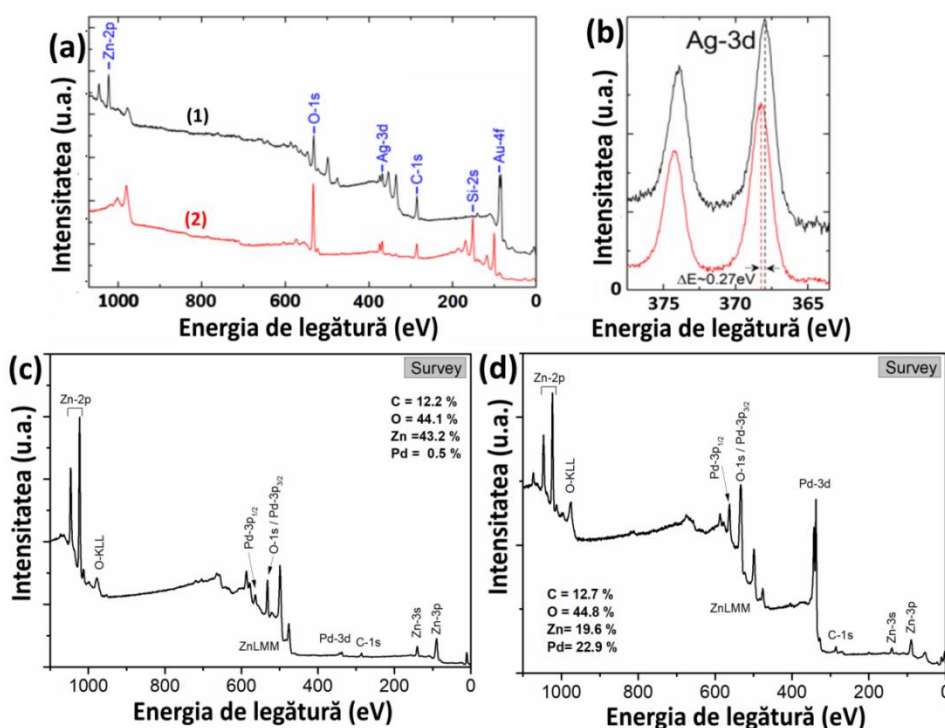 (a)
Intensitatea (u.a.)
Zn-2p
(1)
O-1s
Ag-3d
C-1s
Si-2s
Au-4f
(2)
1000 800 600 400 200 0
Energia de legătură (eV)
(b)
Intensitatea (u.a.)
Ag-3d
ΔE~0.27eV
0
375 370 365
Energia de legătură (eV)
(c)
Survey
Intensitatea (u.a.)
Zn-2p
C = 12.2 %
O = 44.1 %
Zn =43.2 %
Pd = 0.5 %
O-KLL
Pd-3p1/2
O-1s / Pd-3p3/2
ZnLMM
Pd-3d
C-1s
Zn-3s
Zn-3p
1000 800 600 400 200 0
Energia de legătură (eV)
(d)
Survey
Intensitatea (u.a.)
Zn-2p
O-KLL
Pd-3p1/2
O-1s / Pd-3p3/2
Pd-3d
C = 12.7 %
O = 44.8 %
Zn= 19.6 %
Pd= 22.9 %
ZnLMM
C-1s
Zn-3s
Zn-3p
1000 800 600 400 200 0
Energia de legătură (eV)